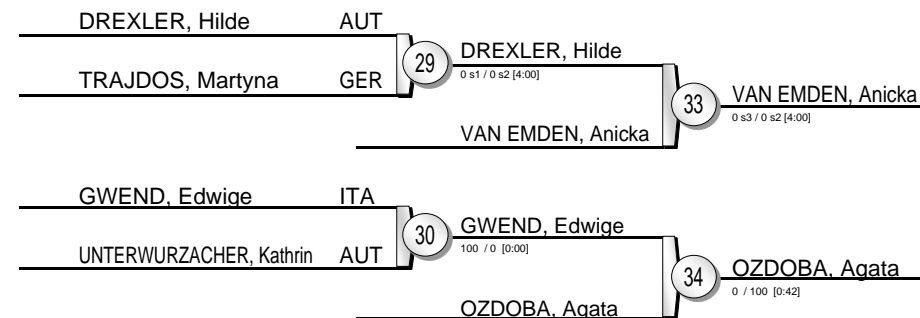 DREXLER, Hilde AUT
TRAJDOS, Martyna GER
29
DREXLER, Hilde
0 s1 / 0 s2 [4:00]
VAN EMDEN, Anicka
33
VAN EMDEN, Anicka
0 s3 / 0 s2 [4:00]
GWEND, Edwige ITA
UNTERWURZACHER, Kathrin AUT
30
GWEND, Edwige
100 / 0 [0:00]
OZDOBA, Agata
34
OZDOBA, Agata
0 / 100 [0:42]